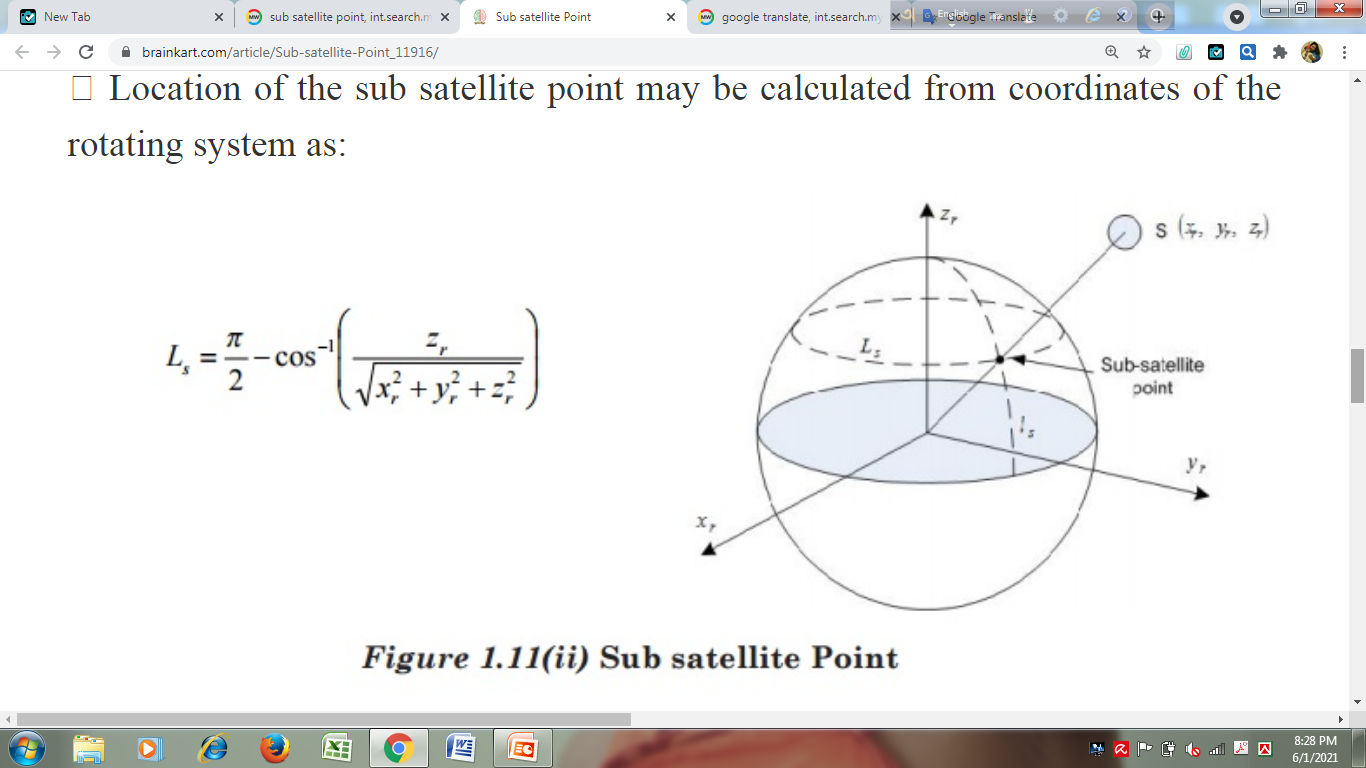 New Tab
sub satellite point, int.search.m
Sub satellite Point
google translate, int.search.my
Google Translate
English
brainkart.com/article/Sub-satellite-Point_11916/
Location of the sub satellite point may be calculated from coordinates of the
rotating system as:
L_s = π/2 − cos⁻¹( z_r / √(x_r² + y_r² + z_r²) )
z_r
S (x_r, y_r, z_r)
L_s
Sub-satellite
point
l_s
y_r
x_r
Figure 1.11(ii) Sub satellite Point
8:28 PM
6/1/2021